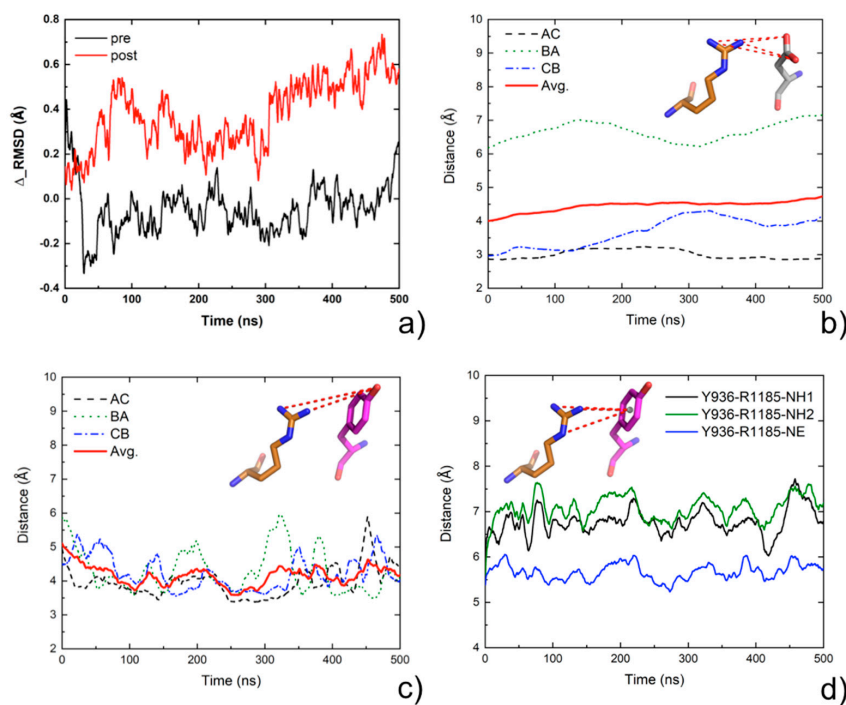 pre
post
0.8
0.6
0.4
0.2
0.0
-0.2
-0.4
0.4
Δ_RMSD (Å)
0 100 200 300 400 500
Time (ns)
a)
AC
BA
CB
Avg.
10
9
8
7
6
5
4
3
2
Distance (Å)
0 100 200 300 400 500
Time (ns)
b)
AC
BA
CB
Avg.
10
9
8
7
6
5
4
3
2
Distance (Å)
0 100 200 300 400 500
Time (ns)
c)
Y936-R1185-NH1
Y936-R1185-NH2
Y936-R1185-NE
10
9
8
7
6
5
4
Distance (Å)
0 100 200 300 400 500
Time (ns)
d)